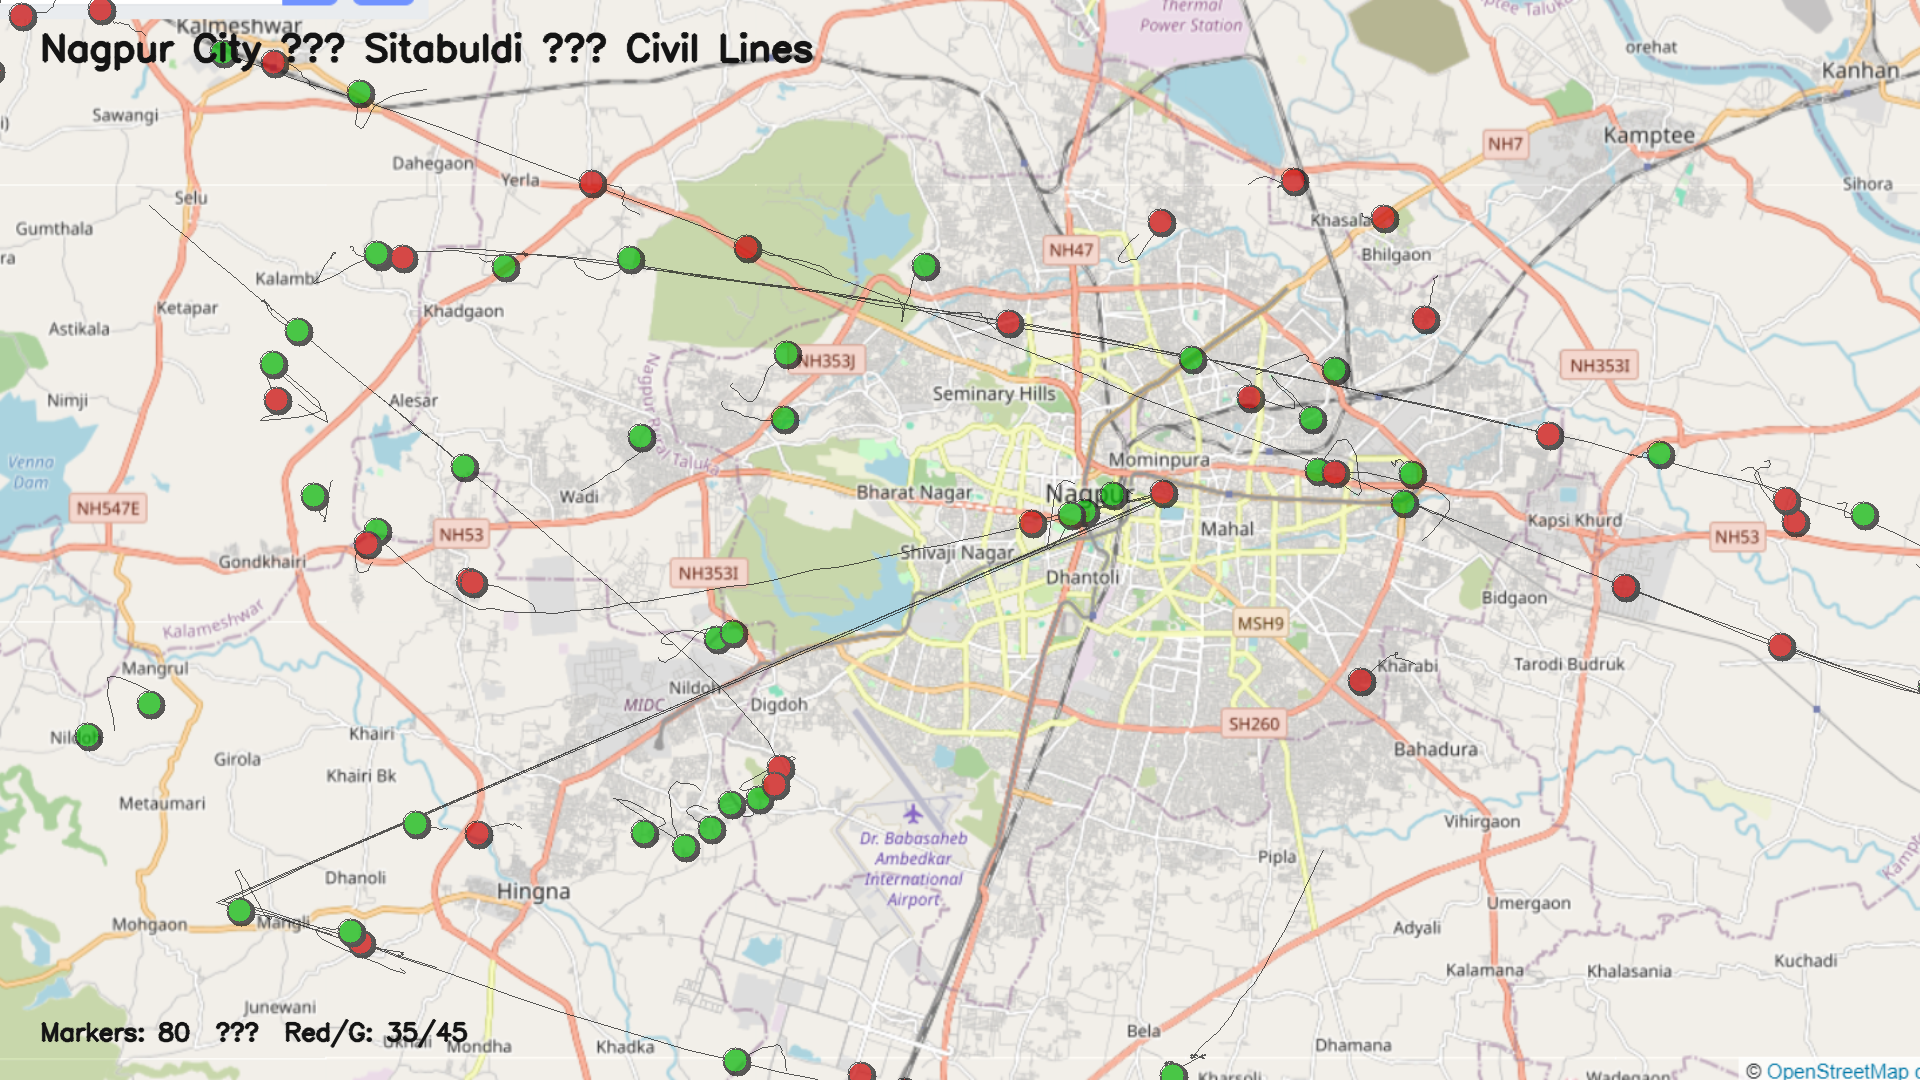 Thermal
Power Station
ptee Taluka
Kalmeshwar
Nagpur City ??? Sitabuldi ??? Civil Lines
orehat
Kanhan
Sawangi
i)
NH7
Kamptee
Dahegaon
Yerla
Selu
Sihora
Gumthala
Khasala
NH47
Bhilgaon
ra
Kalambi
Ketapar
Khadgaon
Astikala
NH353J
NH353I
Seminary Hills
Nimji
Alesar
Nagpur
Taluka
Mominpura
Venna
Dam
Wadi
Bharat Nagar
Nagpur
NH547E
Kapsi Khurd
Mahal
NH53
NH53
Gondkhairi
Shivaji Nagar
NH353I
Dhantoli
Bidgaon
Kalameshwar
MSH9
Mangrul
Kharabi
Tarodi Budruk
Nildoh
MIDC
Digdoh
SH260
Nildoh
Khairi
Bahadura
Girola
Khairi Bk
Metaumari
Vihirgaon
Dr. Babasaheb
Ambedkar
International
Airport
Pipla
Dhanoli
Hingna
Umergaon
Mohgaon
Mangli
Adyali
Kalamana
Khalasania
Kuchadi
Junewani
Markers: 80 ??? Red/G: 35/45
Mondha
Khadka
Bela
Dhamana
Kharsoli
Wadegaon
© OpenStreetMap c